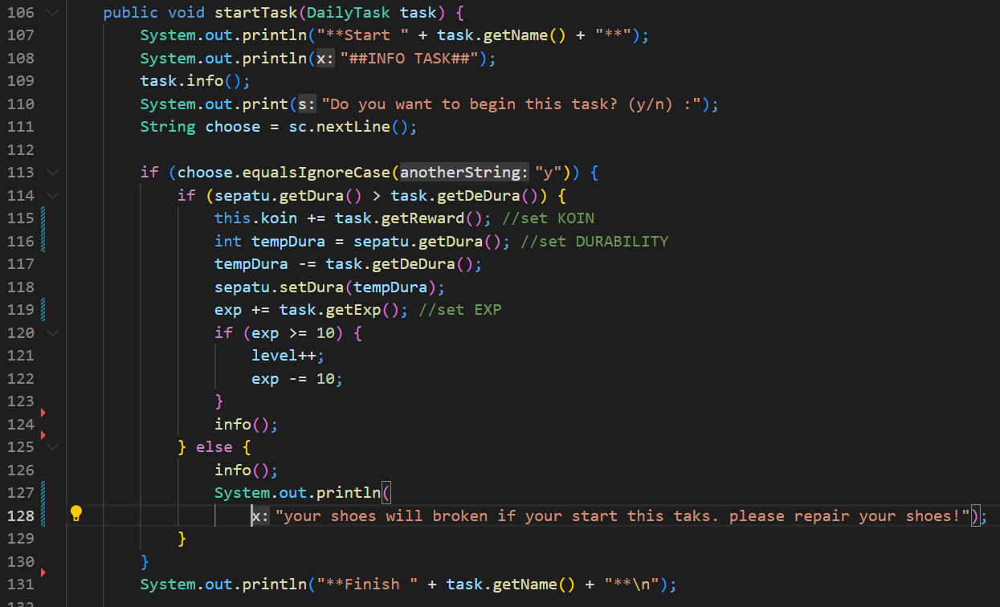 106 public void startTask(DailyTask task) {
107 System.out.println("**Start " + task.getName() + "**");
108 System.out.println(x: "##INFO TASK##");
109 task.info();
110 System.out.print(s: "Do you want to begin this task? (y/n) :");
111 String choose = sc.nextLine();
112
113 if (choose.equalsIgnoreCase(anotherString: "y")) {
114 if (sepatu.getDura() > task.getDeDura()) {
115 this.koin += task.getReward(); //set KOIN
116 int tempDura = sepatu.getDura(); //set DURABILITY
117 tempDura -= task.getDeDura();
118 sepatu.setDura(tempDura);
119 exp += task.getExp(); //set EXP
120 if (exp >= 10) {
121 level++;
122 exp -= 10;
123 }
124 info();
125 } else {
126 info();
127 System.out.println(
128 x: "your shoes will broken if your start this taks. please repair your shoes!");
129 }
130 }
131 System.out.println("**Finish " + task.getName() + "**\n");
132